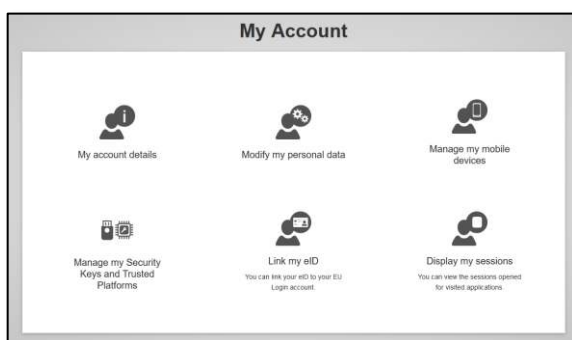 My Account
My account details
Modify my personal data
Manage my mobile
devices
Manage my Security
Keys and Trusted
Platforms
Link my eID
You can link your eID to your EU
Login account.
Display my sessions
You can view the sessions opened
for visited applications